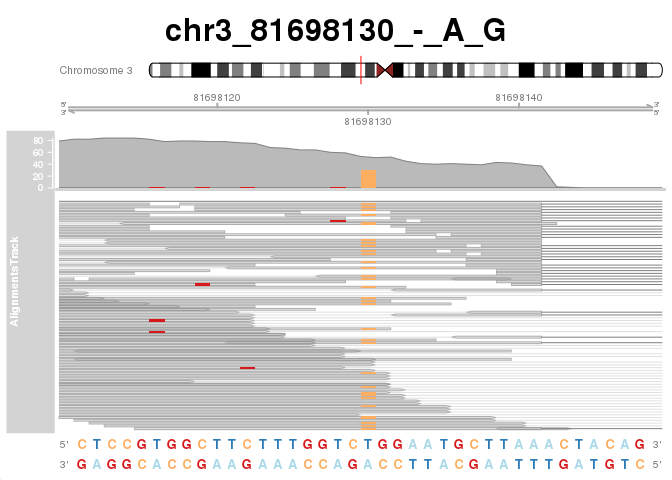 chr3_81698130_-_A_G
Chromosome 3
81698120
81698140
5' 3'
3' 5'
81698130
80
60
40
20
0
AlignmentsTrack
5' C T C C G T G G C T T C T T T G G T C T G G A A T G C T T A A A C T A C A G 3'
3' G A G G C A C C G A A G A A A C C A G A C C T T A C G A A T T T G A T G T C 5'